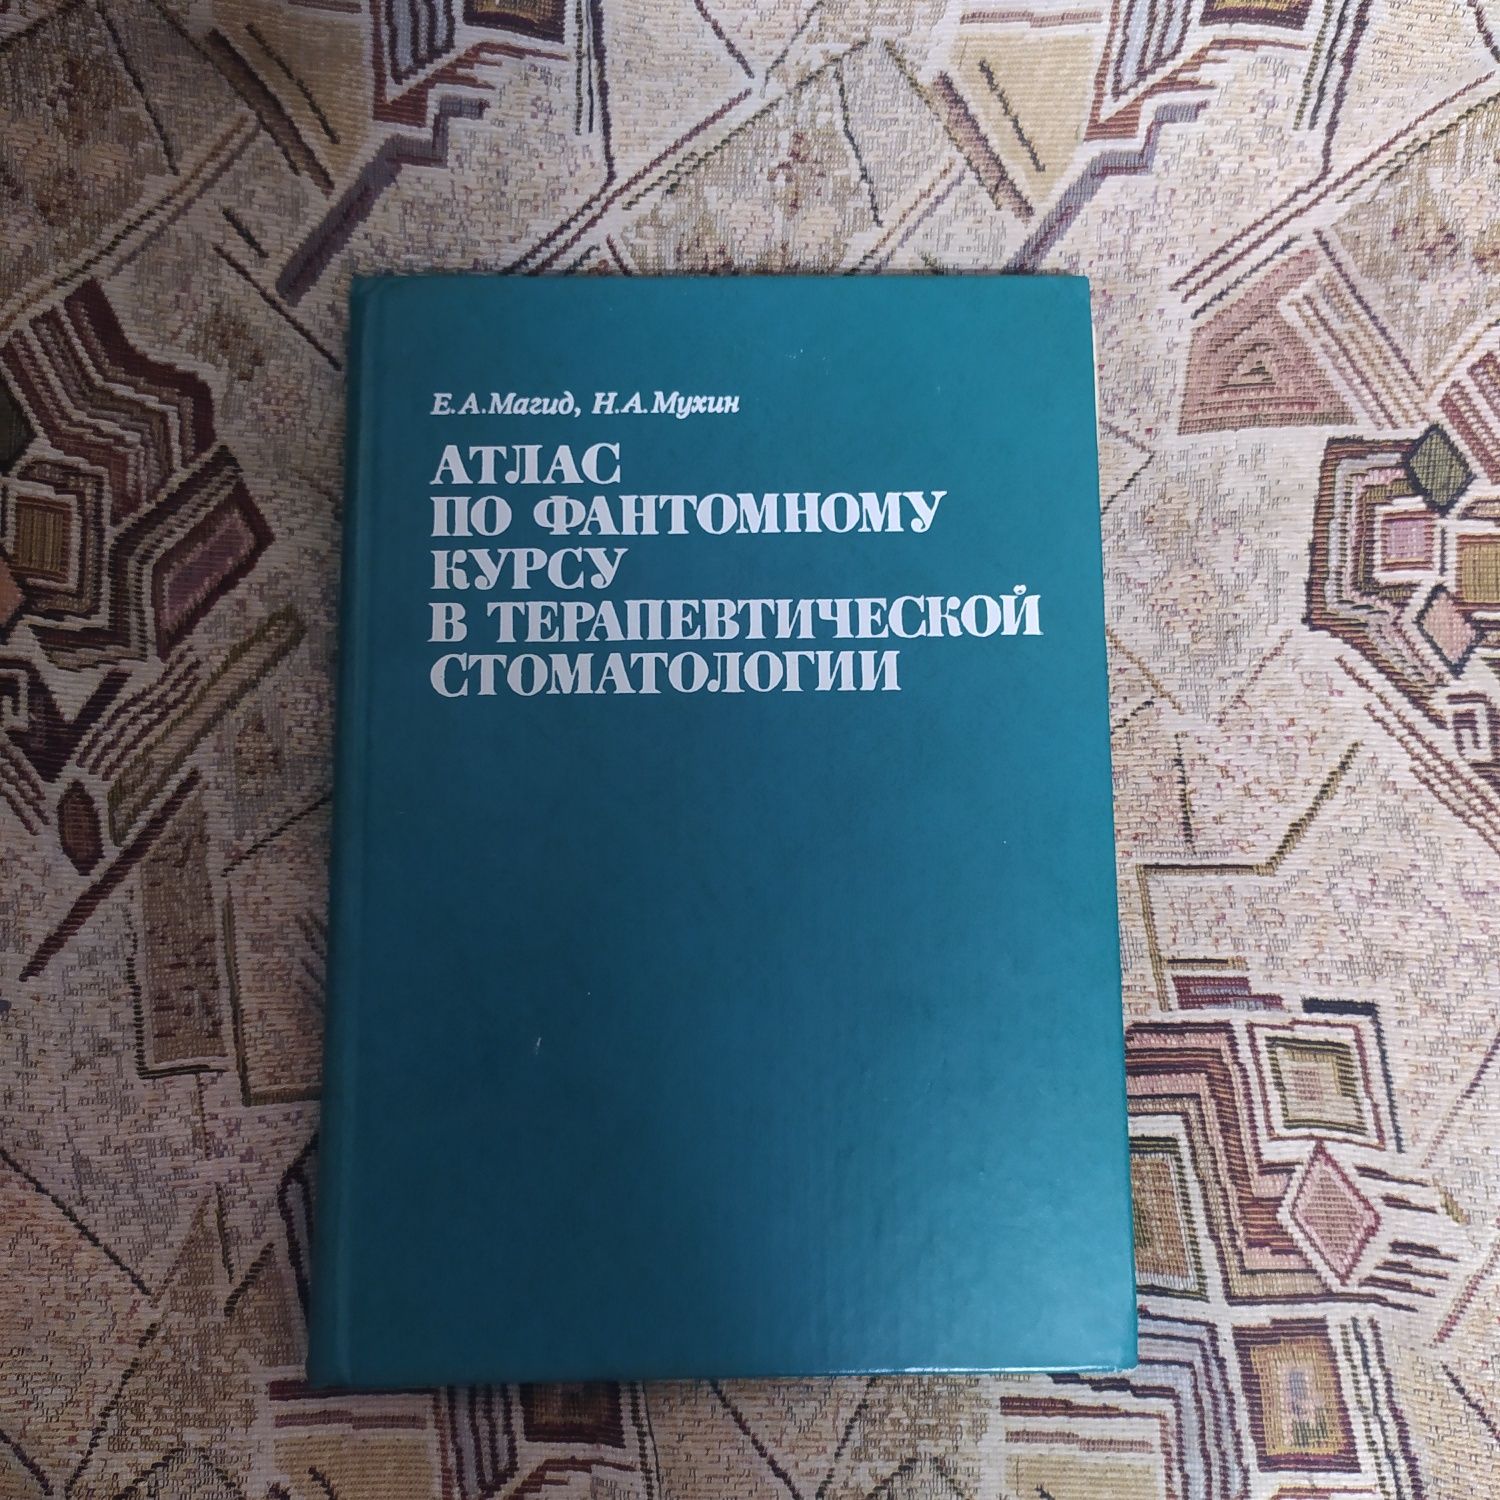 Е.А.Магид, Н.А.Мухин
АТЛАС
ПО ФАНТОМНОМУ
КУРСУ
В ТЕРАПЕВТИЧЕСКОЙ
СТОМАТОЛОГИИ